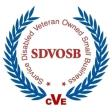 Service Disabled Veteran Owned Small Business
SDVOSB
CVE